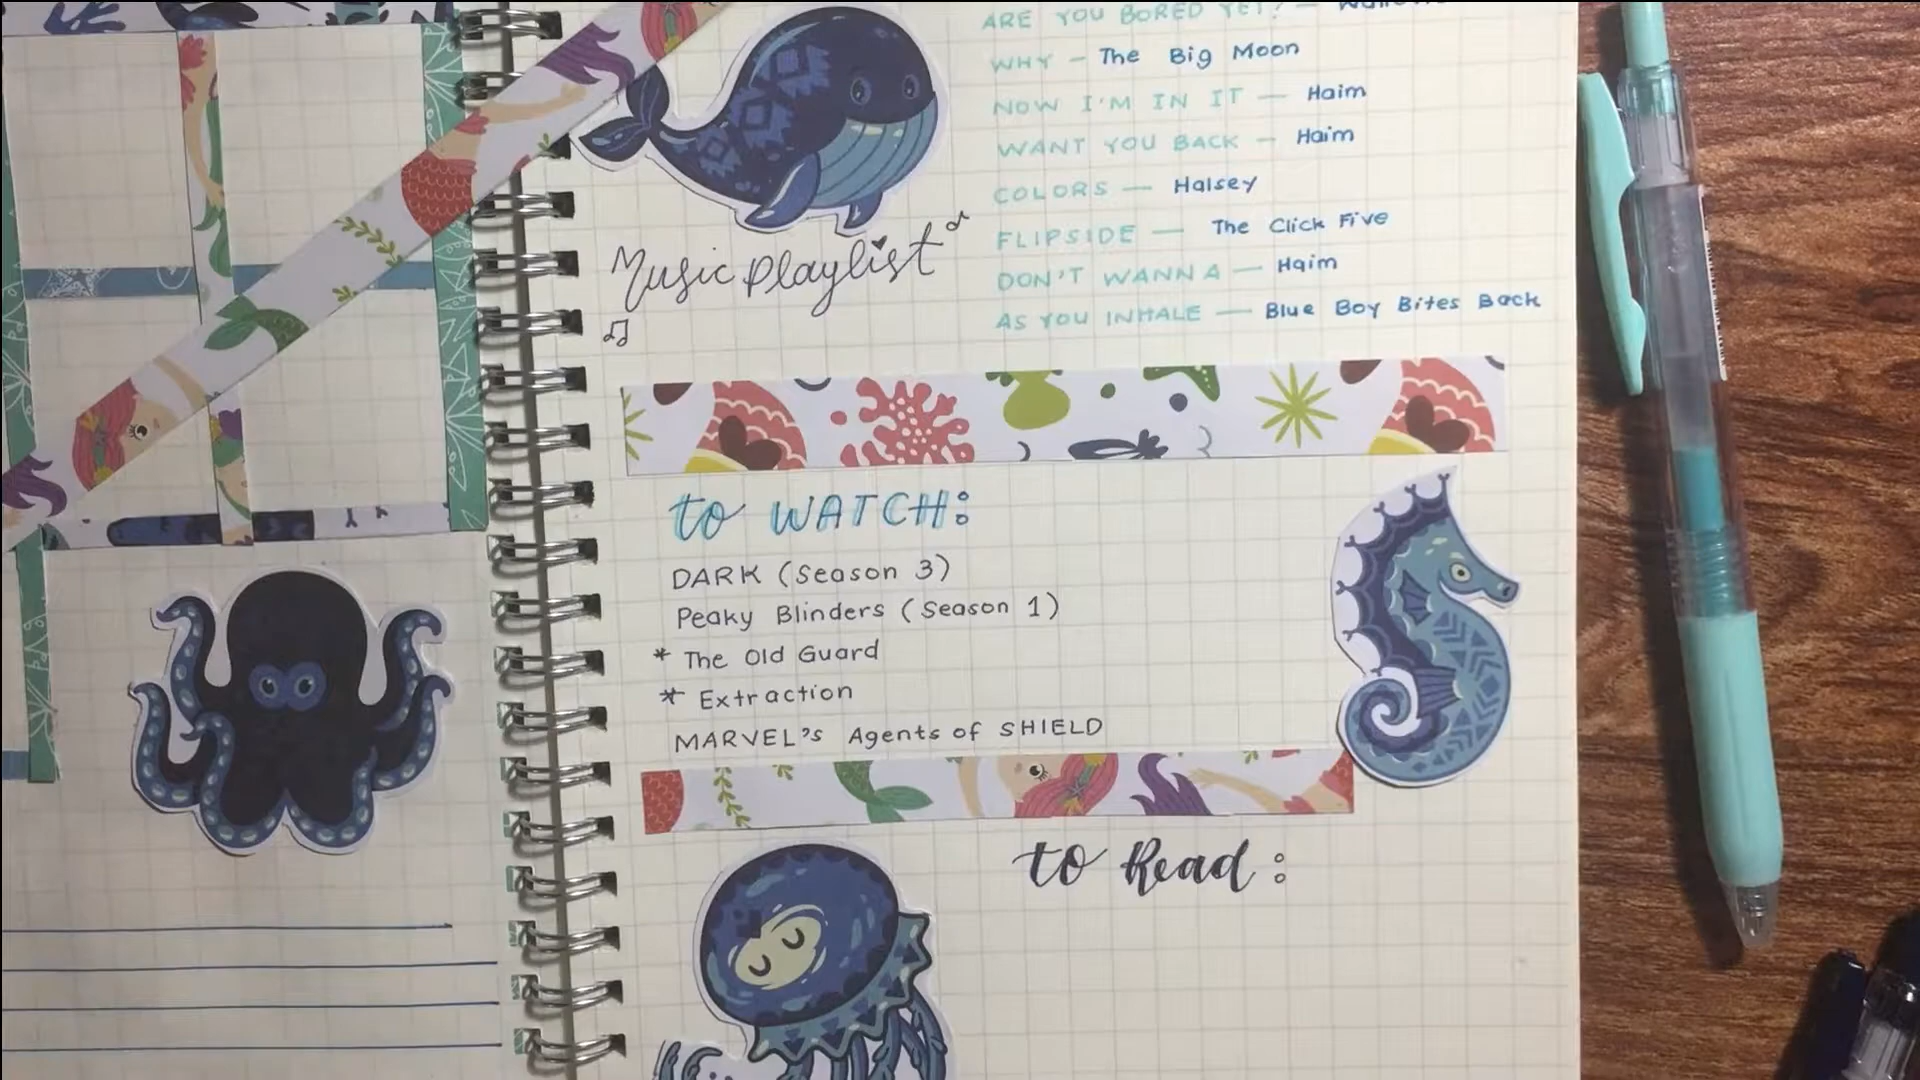 ARE YOU BORED YET? —
WHY — The Big Moon
NOW I'M IN IT — Haim
WANT YOU BACK — Haim
COLORS — Halsey
FLIPSIDE — The Click Five
DON'T WANNA — Haim
AS YOU INHALE — Blue Boy Bites Back
Music playlist
to WATCH:
DARK (Season 3)
Peaky Blinders (Season 1)
* The Old Guard
* Extraction
MARVEL's Agents of SHIELD
to Read :